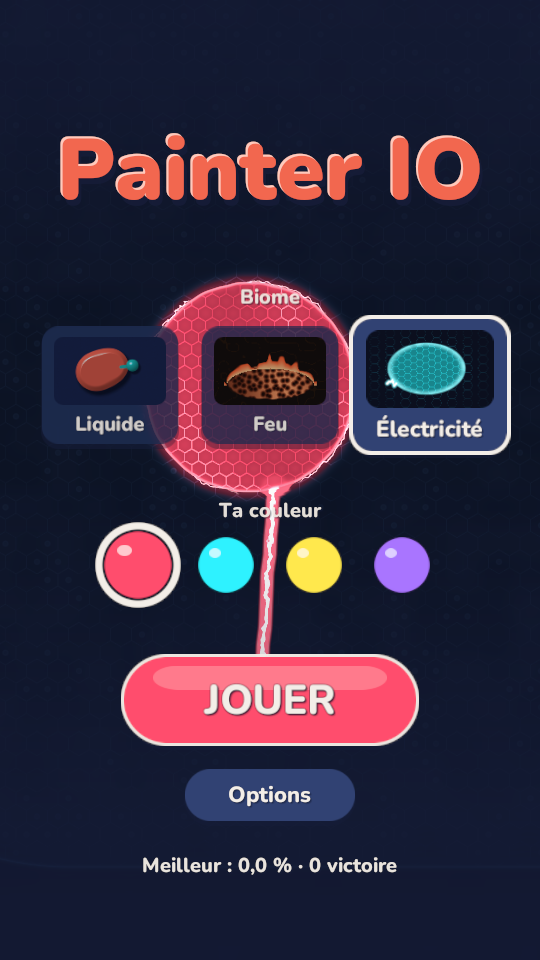 Painter IO
Biome
Liquide
Feu
Électricité
Ta couleur
JOUER
Options
Meilleur : 0,0 % · 0 victoire